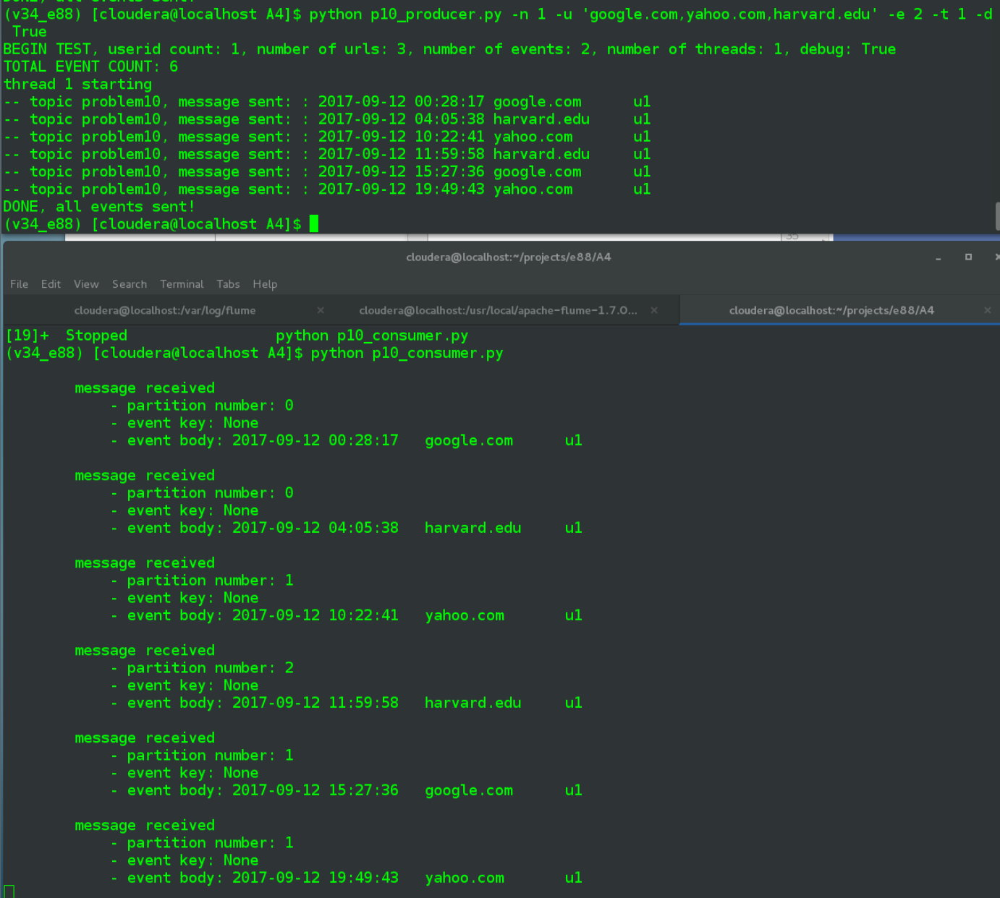 (v34_e88) [cloudera@localhost A4]$ python p10_producer.py -n 1 -u 'google.com,yahoo.com,harvard.edu' -e 2 -t 1 -d
True
BEGIN TEST, userid count: 1, number of urls: 3, number of events: 2, number of threads: 1, debug: True
TOTAL EVENT COUNT: 6
thread 1 starting
-- topic problem10, message sent: : 2017-09-12 00:28:17 google.com u1
-- topic problem10, message sent: : 2017-09-12 04:05:38 harvard.edu u1
-- topic problem10, message sent: : 2017-09-12 10:22:41 yahoo.com u1
-- topic problem10, message sent: : 2017-09-12 11:59:58 harvard.edu u1
-- topic problem10, message sent: : 2017-09-12 15:27:36 google.com u1
-- topic problem10, message sent: : 2017-09-12 19:49:43 yahoo.com u1
DONE, all events sent!
(v34_e88) [cloudera@localhost A4]$
35
cloudera@localhost:~/projects/e88/A4
File Edit View Search Terminal Tabs Help
cloudera@localhost:/var/log/flume × cloudera@localhost:/usr/local/apache-flume-1.7.0... × cloudera@localhost:~/projects/e88/A4 ×
[19]+ Stopped python p10_consumer.py
(v34_e88) [cloudera@localhost A4]$ python p10_consumer.py
message received
- partition number: 0
- event key: None
- event body: 2017-09-12 00:28:17 google.com u1
message received
- partition number: 0
- event key: None
- event body: 2017-09-12 04:05:38 harvard.edu u1
message received
- partition number: 1
- event key: None
- event body: 2017-09-12 10:22:41 yahoo.com u1
message received
- partition number: 2
- event key: None
- event body: 2017-09-12 11:59:58 harvard.edu u1
message received
- partition number: 1
- event key: None
- event body: 2017-09-12 15:27:36 google.com u1
message received
- partition number: 1
- event key: None
- event body: 2017-09-12 19:49:43 yahoo.com u1